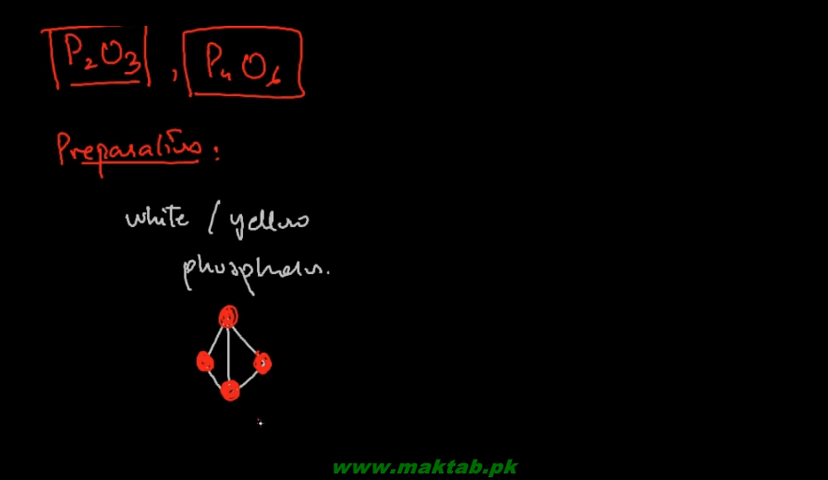 P₂O₃, P₄O₆
Preparation:
white / yellow
phosphorus.
www.maktab.pk